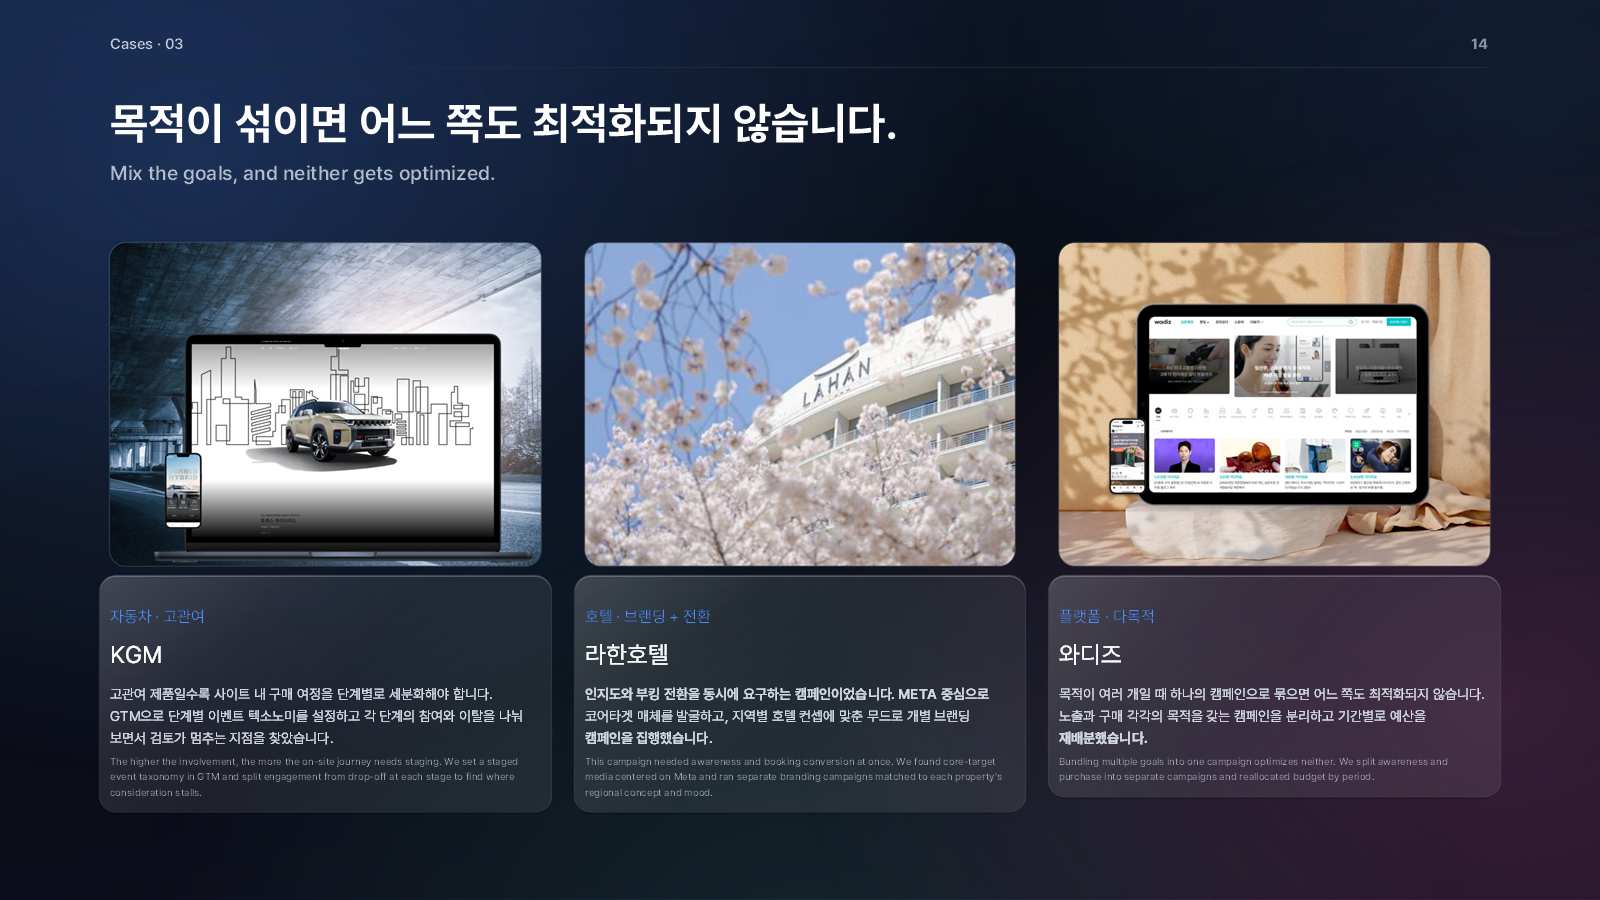 Cases · 03
14
목적이 섞이면 어느 쪽도 최적화되지 않습니다.
Mix the goals, and neither gets optimized.
LAHAN
wadiz
HYBRID
자동차 · 고관여
KGM
고관여 제품일수록 사이트 내 구매 여정을 단계별로 세분화해야 합니다.
GTM으로 단계별 이벤트 택소노미를 설정하고 각 단계의 참여와 이탈을 나눠
보면서 검토가 멈추는 지점을 찾았습니다.
The higher the involvement, the more the on-site journey needs staging. We set a staged
event taxonomy in GTM and split engagement from drop-off at each stage to find where
consideration stalls.
호텔 · 브랜딩 + 전환
라한호텔
인지도와 부킹 전환을 동시에 요구하는 캠페인이었습니다. META 중심으로
코어타겟 매체를 발굴하고, 지역별 호텔 컨셉에 맞춘 무드로 개별 브랜딩
캠페인을 집행했습니다.
This campaign needed awareness and booking conversion at once. We found core-target
media centered on Meta and ran separate branding campaigns matched to each property's
regional concept and mood.
플랫폼 · 다목적
와디즈
목적이 여러 개일 때 하나의 캠페인으로 묶으면 어느 쪽도 최적화되지 않습니다.
노출과 구매 각각의 목적을 갖는 캠페인을 분리하고 기간별로 예산을
재배분했습니다.
Bundling multiple goals into one campaign optimizes neither. We split awareness and
purchase into separate campaigns and reallocated budget by period.